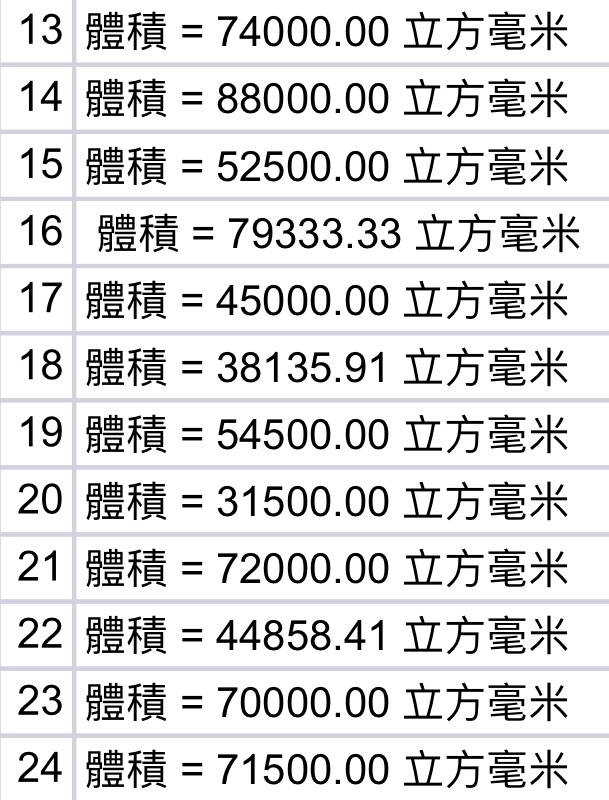 13 體積 = 74000.00 立方毫米
14 體積 = 88000.00 立方毫米
15 體積 = 52500.00 立方毫米
16 體積 = 79333.33 立方毫米
17 體積 = 45000.00 立方毫米
18 體積 = 38135.91 立方毫米
19 體積 = 54500.00 立方毫米
20 體積 = 31500.00 立方毫米
21 體積 = 72000.00 立方毫米
22 體積 = 44858.41 立方毫米
23 體積 = 70000.00 立方毫米
24 體積 = 71500.00 立方毫米